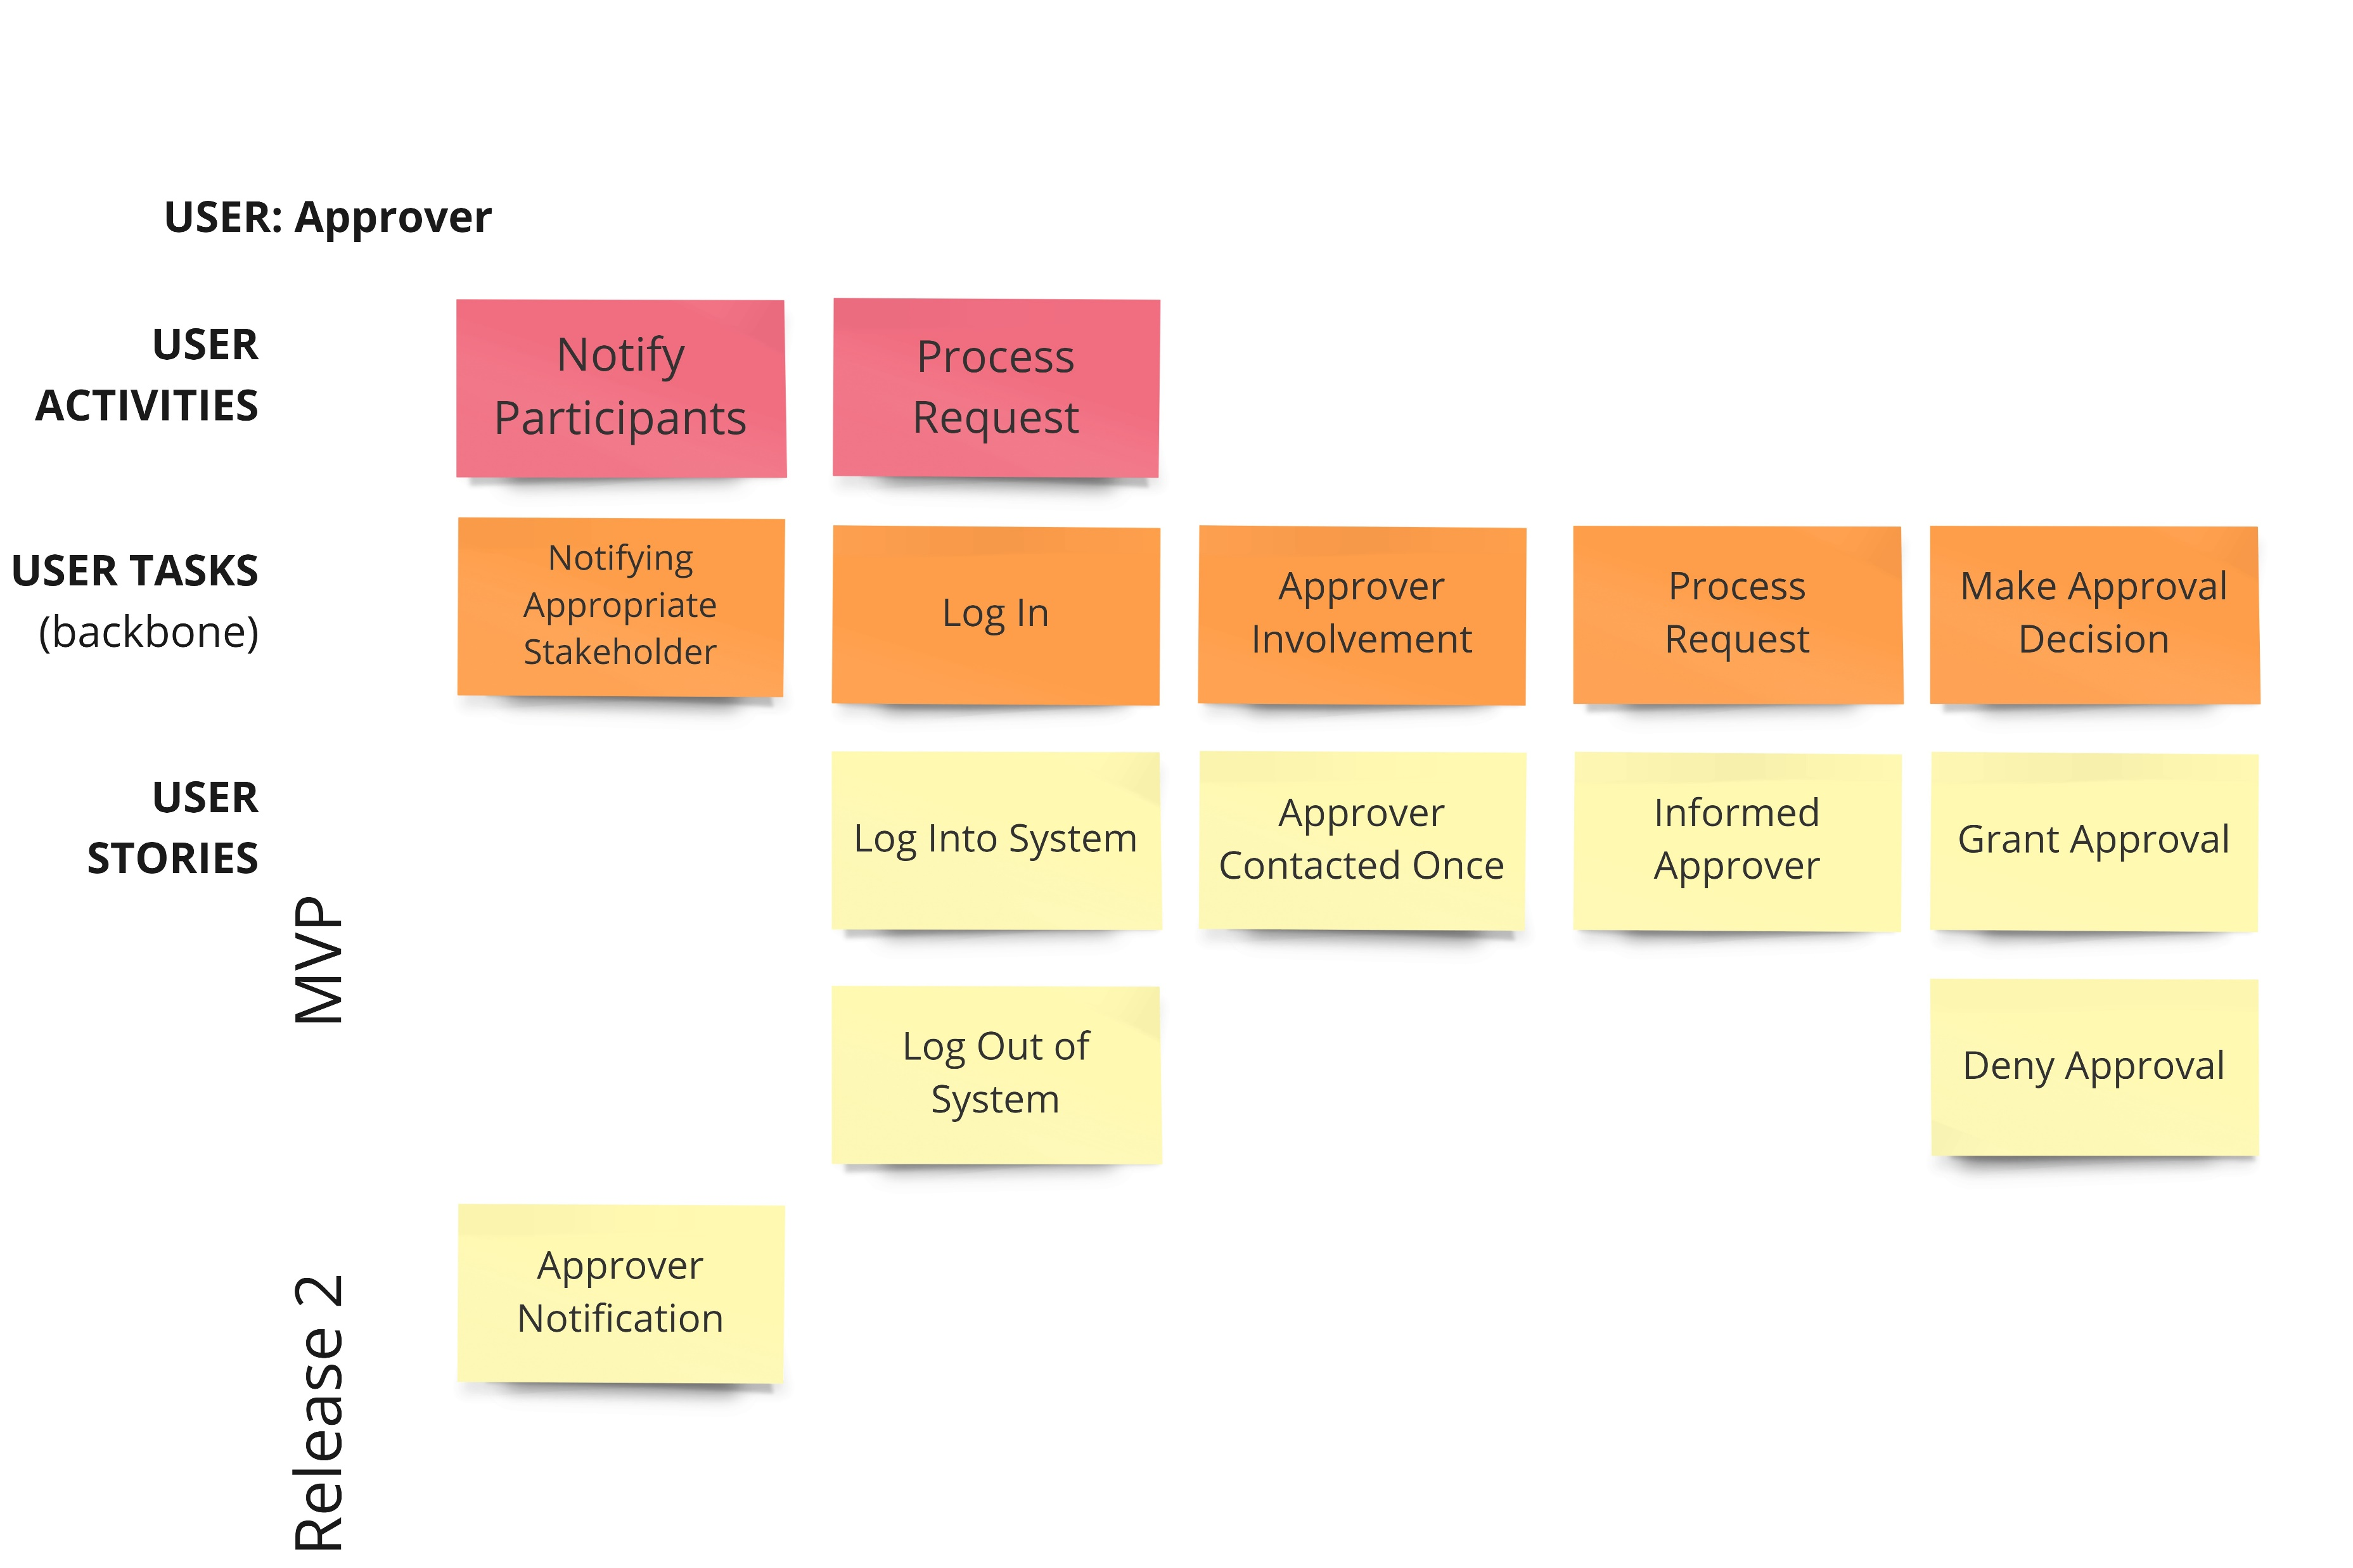 USER: Approver
USER
ACTIVITIES
Notify
Participants
Process
Request
USER TASKS
(backbone)
Notifying
Appropriate
Stakeholder
Log In
Approver
Involvement
Process
Request
Make Approval
Decision
USER
STORIES
MVP
Log Into System
Approver
Contacted Once
Informed
Approver
Grant Approval
Log Out of
System
Deny Approval
Release 2
Approver
Notification